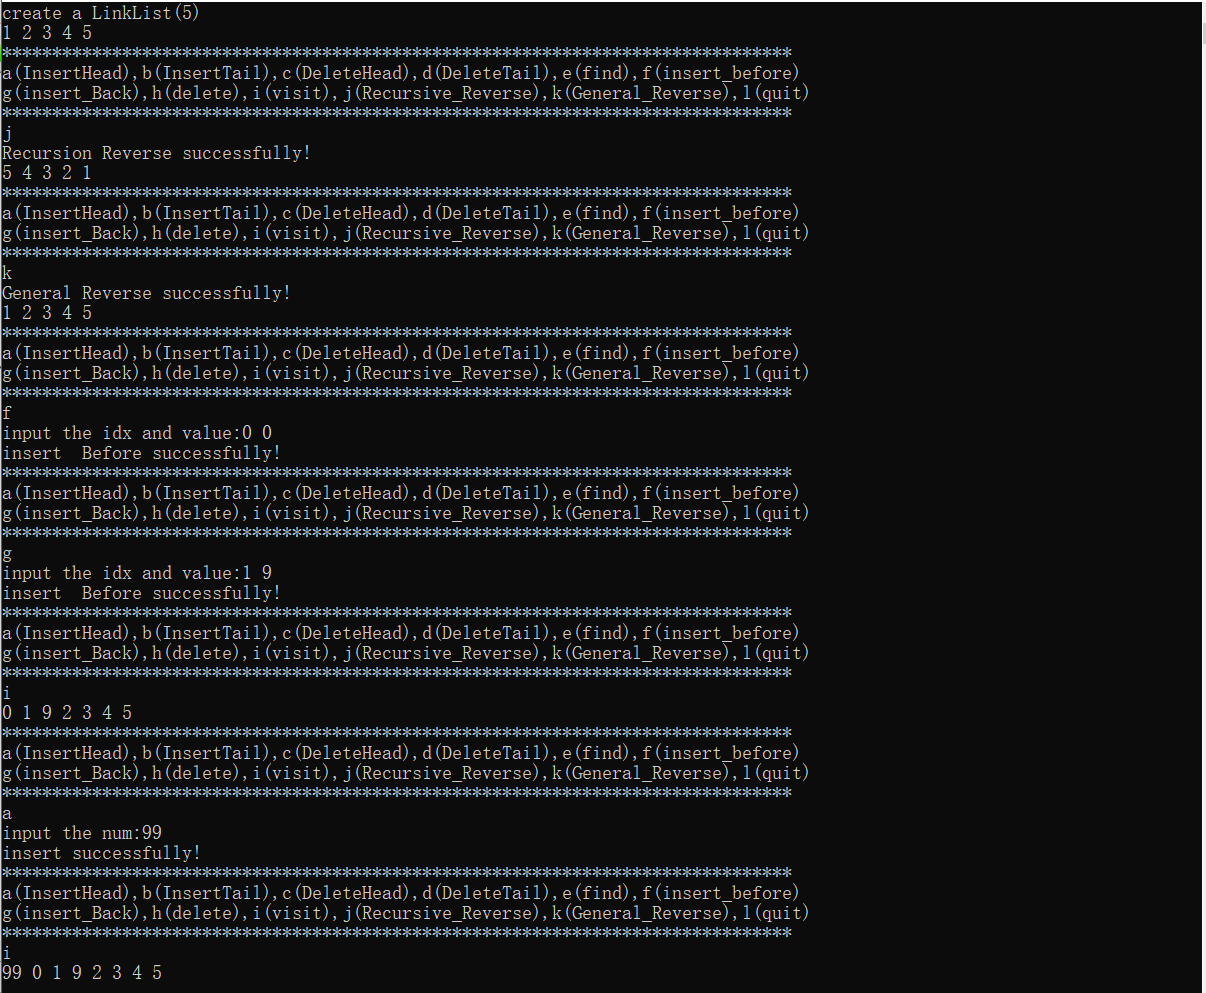 create a LinkList(5)
1 2 3 4 5
*******************************************************************************
a(InsertHead),b(InsertTail),c(DeleteHead),d(DeleteTail),e(find),f(insert_before)
g(insert_Back),h(delete),i(visit),j(Recursive_Reverse),k(General_Reverse),l(quit)
*******************************************************************************
j
Recursion Reverse successfully!
5 4 3 2 1
*******************************************************************************
a(InsertHead),b(InsertTail),c(DeleteHead),d(DeleteTail),e(find),f(insert_before)
g(insert_Back),h(delete),i(visit),j(Recursive_Reverse),k(General_Reverse),l(quit)
*******************************************************************************
k
General Reverse successfully!
1 2 3 4 5
*******************************************************************************
a(InsertHead),b(InsertTail),c(DeleteHead),d(DeleteTail),e(find),f(insert_before)
g(insert_Back),h(delete),i(visit),j(Recursive_Reverse),k(General_Reverse),l(quit)
*******************************************************************************
f
input the idx and value:0 0
insert  Before successfully!
*******************************************************************************
a(InsertHead),b(InsertTail),c(DeleteHead),d(DeleteTail),e(find),f(insert_before)
g(insert_Back),h(delete),i(visit),j(Recursive_Reverse),k(General_Reverse),l(quit)
*******************************************************************************
g
input the idx and value:1 9
insert  Before successfully!
*******************************************************************************
a(InsertHead),b(InsertTail),c(DeleteHead),d(DeleteTail),e(find),f(insert_before)
g(insert_Back),h(delete),i(visit),j(Recursive_Reverse),k(General_Reverse),l(quit)
*******************************************************************************
i
0 1 9 2 3 4 5
*******************************************************************************
a(InsertHead),b(InsertTail),c(DeleteHead),d(DeleteTail),e(find),f(insert_before)
g(insert_Back),h(delete),i(visit),j(Recursive_Reverse),k(General_Reverse),l(quit)
*******************************************************************************
a
input the num:99
insert successfully!
*******************************************************************************
a(InsertHead),b(InsertTail),c(DeleteHead),d(DeleteTail),e(find),f(insert_before)
g(insert_Back),h(delete),i(visit),j(Recursive_Reverse),k(General_Reverse),l(quit)
*******************************************************************************
i
99 0 1 9 2 3 4 5